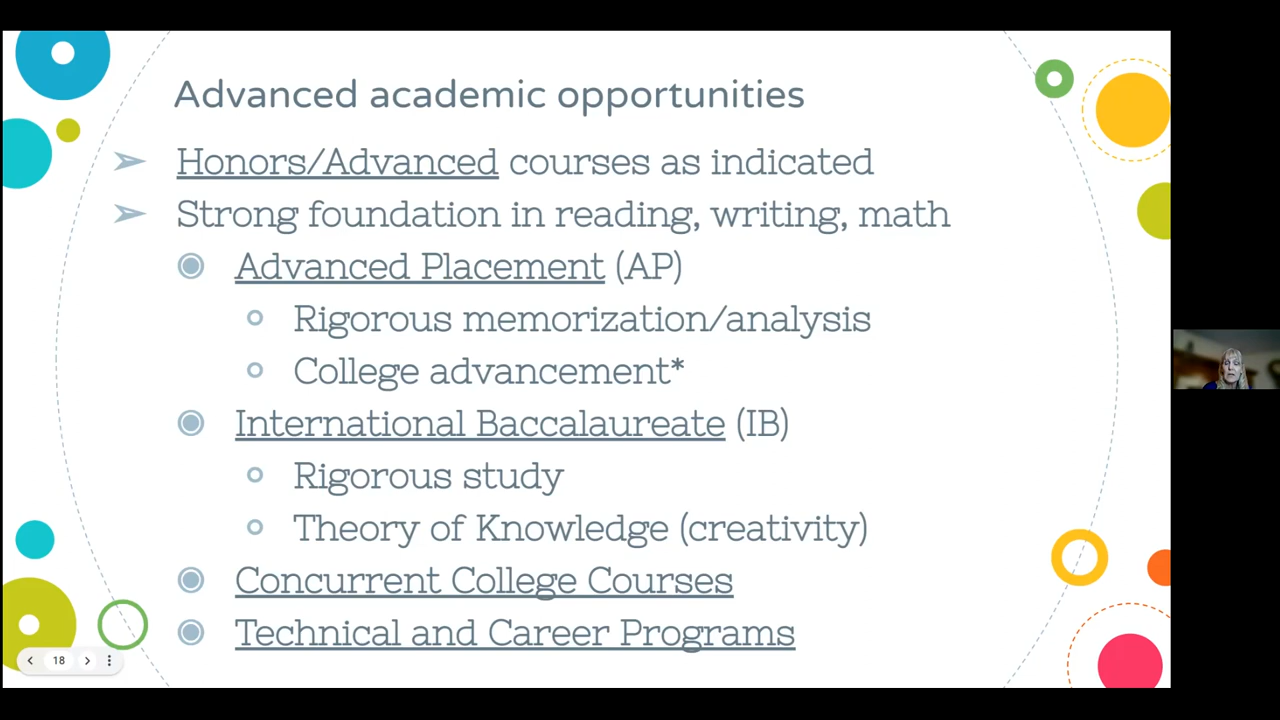 Advanced academic opportunities
Honors/Advanced courses as indicated
Strong foundation in reading, writing, math
Advanced Placement (AP)
Rigorous memorization/analysis
College advancement*
International Baccalaureate (IB)
Rigorous study
Theory of Knowledge (creativity)
Concurrent College Courses
Technical and Career Programs
18